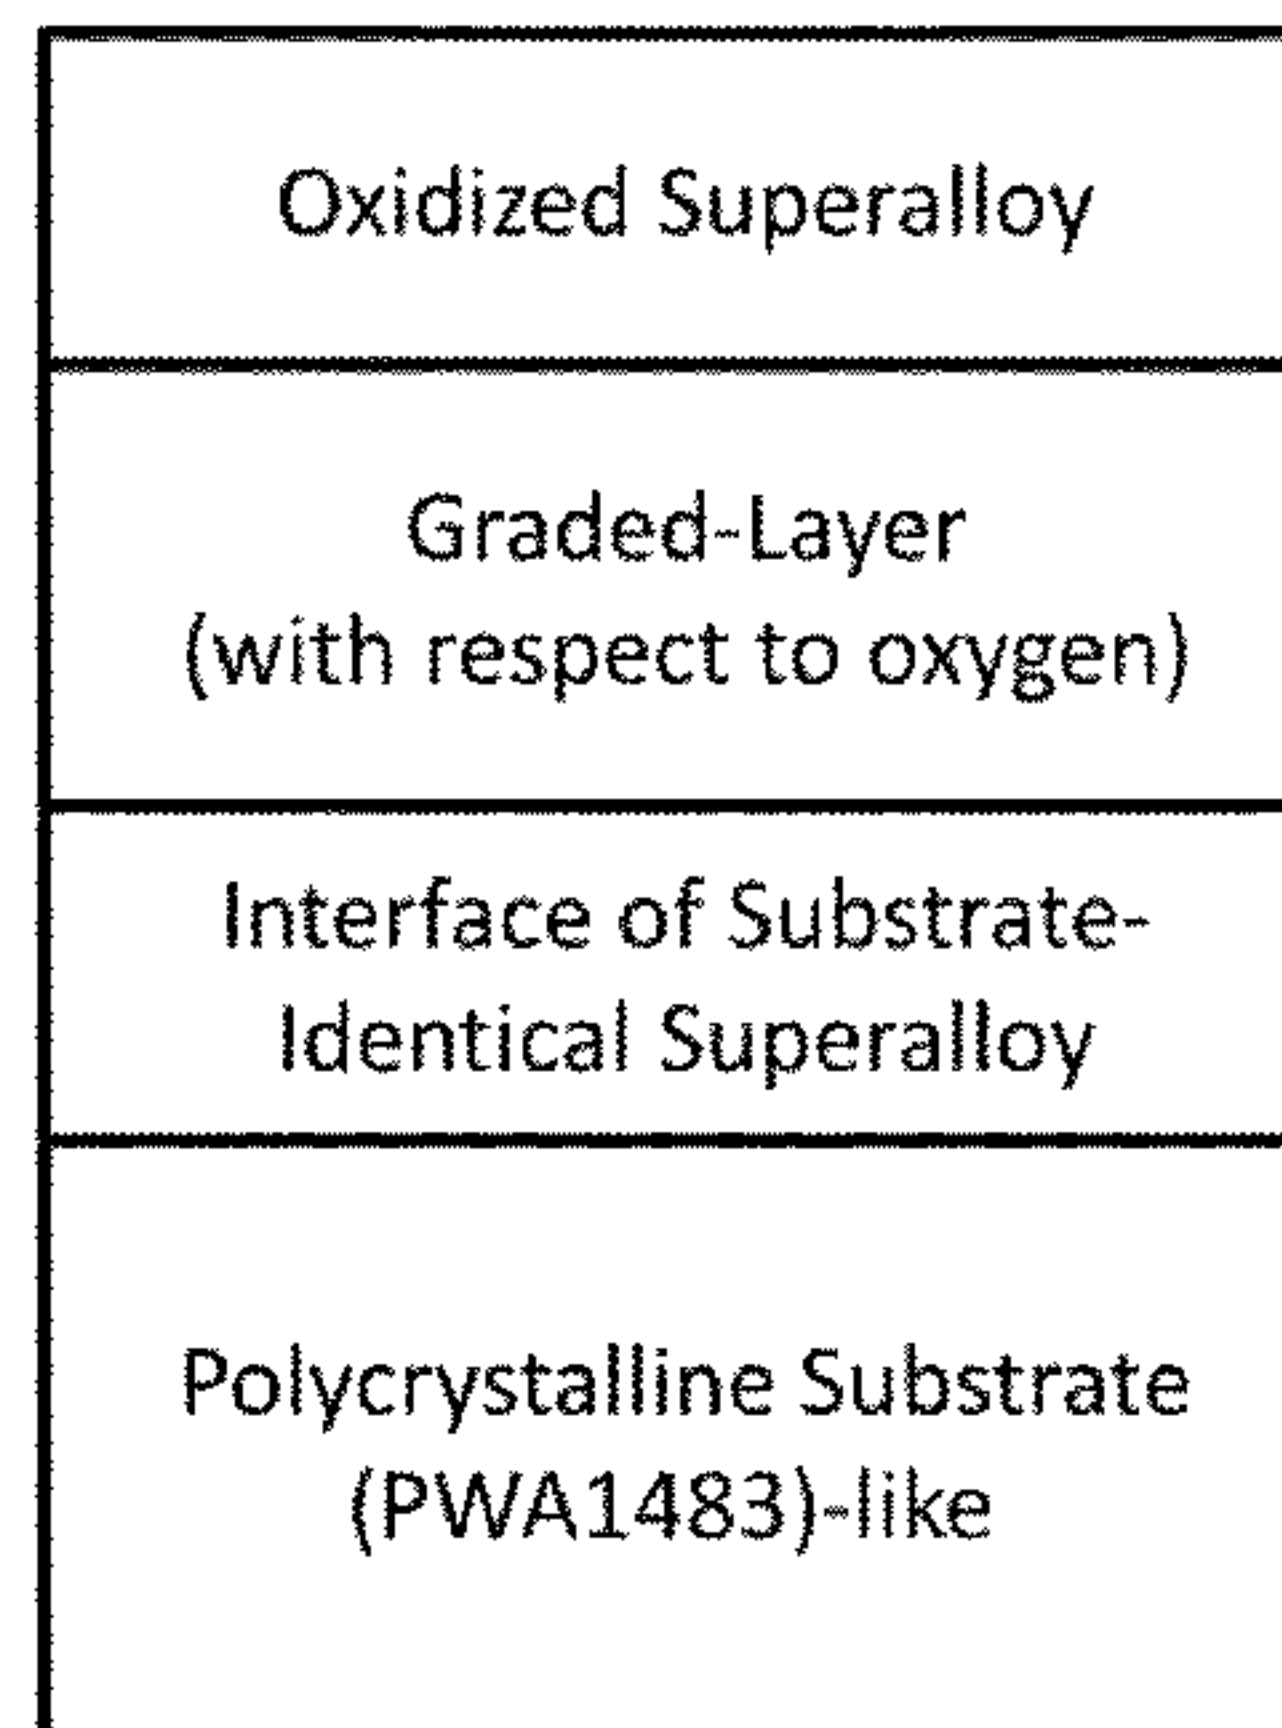 Oxidized Superalloy
Graded-Layer
(with respect to oxygen)
Interface of Substrate-
Identical Superalloy
Polycrystalline Substrate
(PWA1483)-like